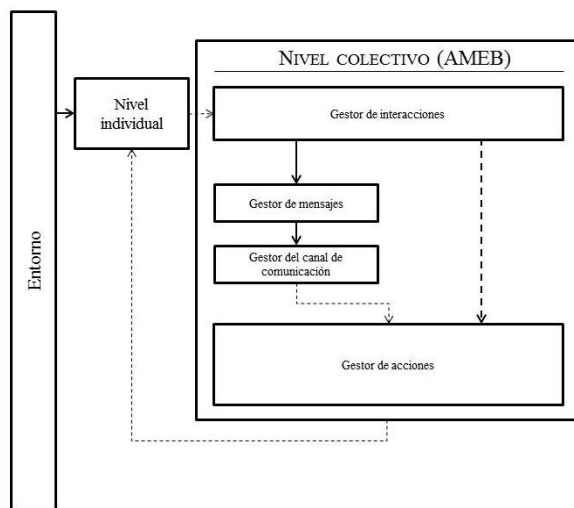 NIVEL COLECTIVO (AMEB)
Nivel
individual
Gestor de interacciones
Gestor de mensajes
Gestor del canal de
comunicación
Entorno
Gestor de acciones